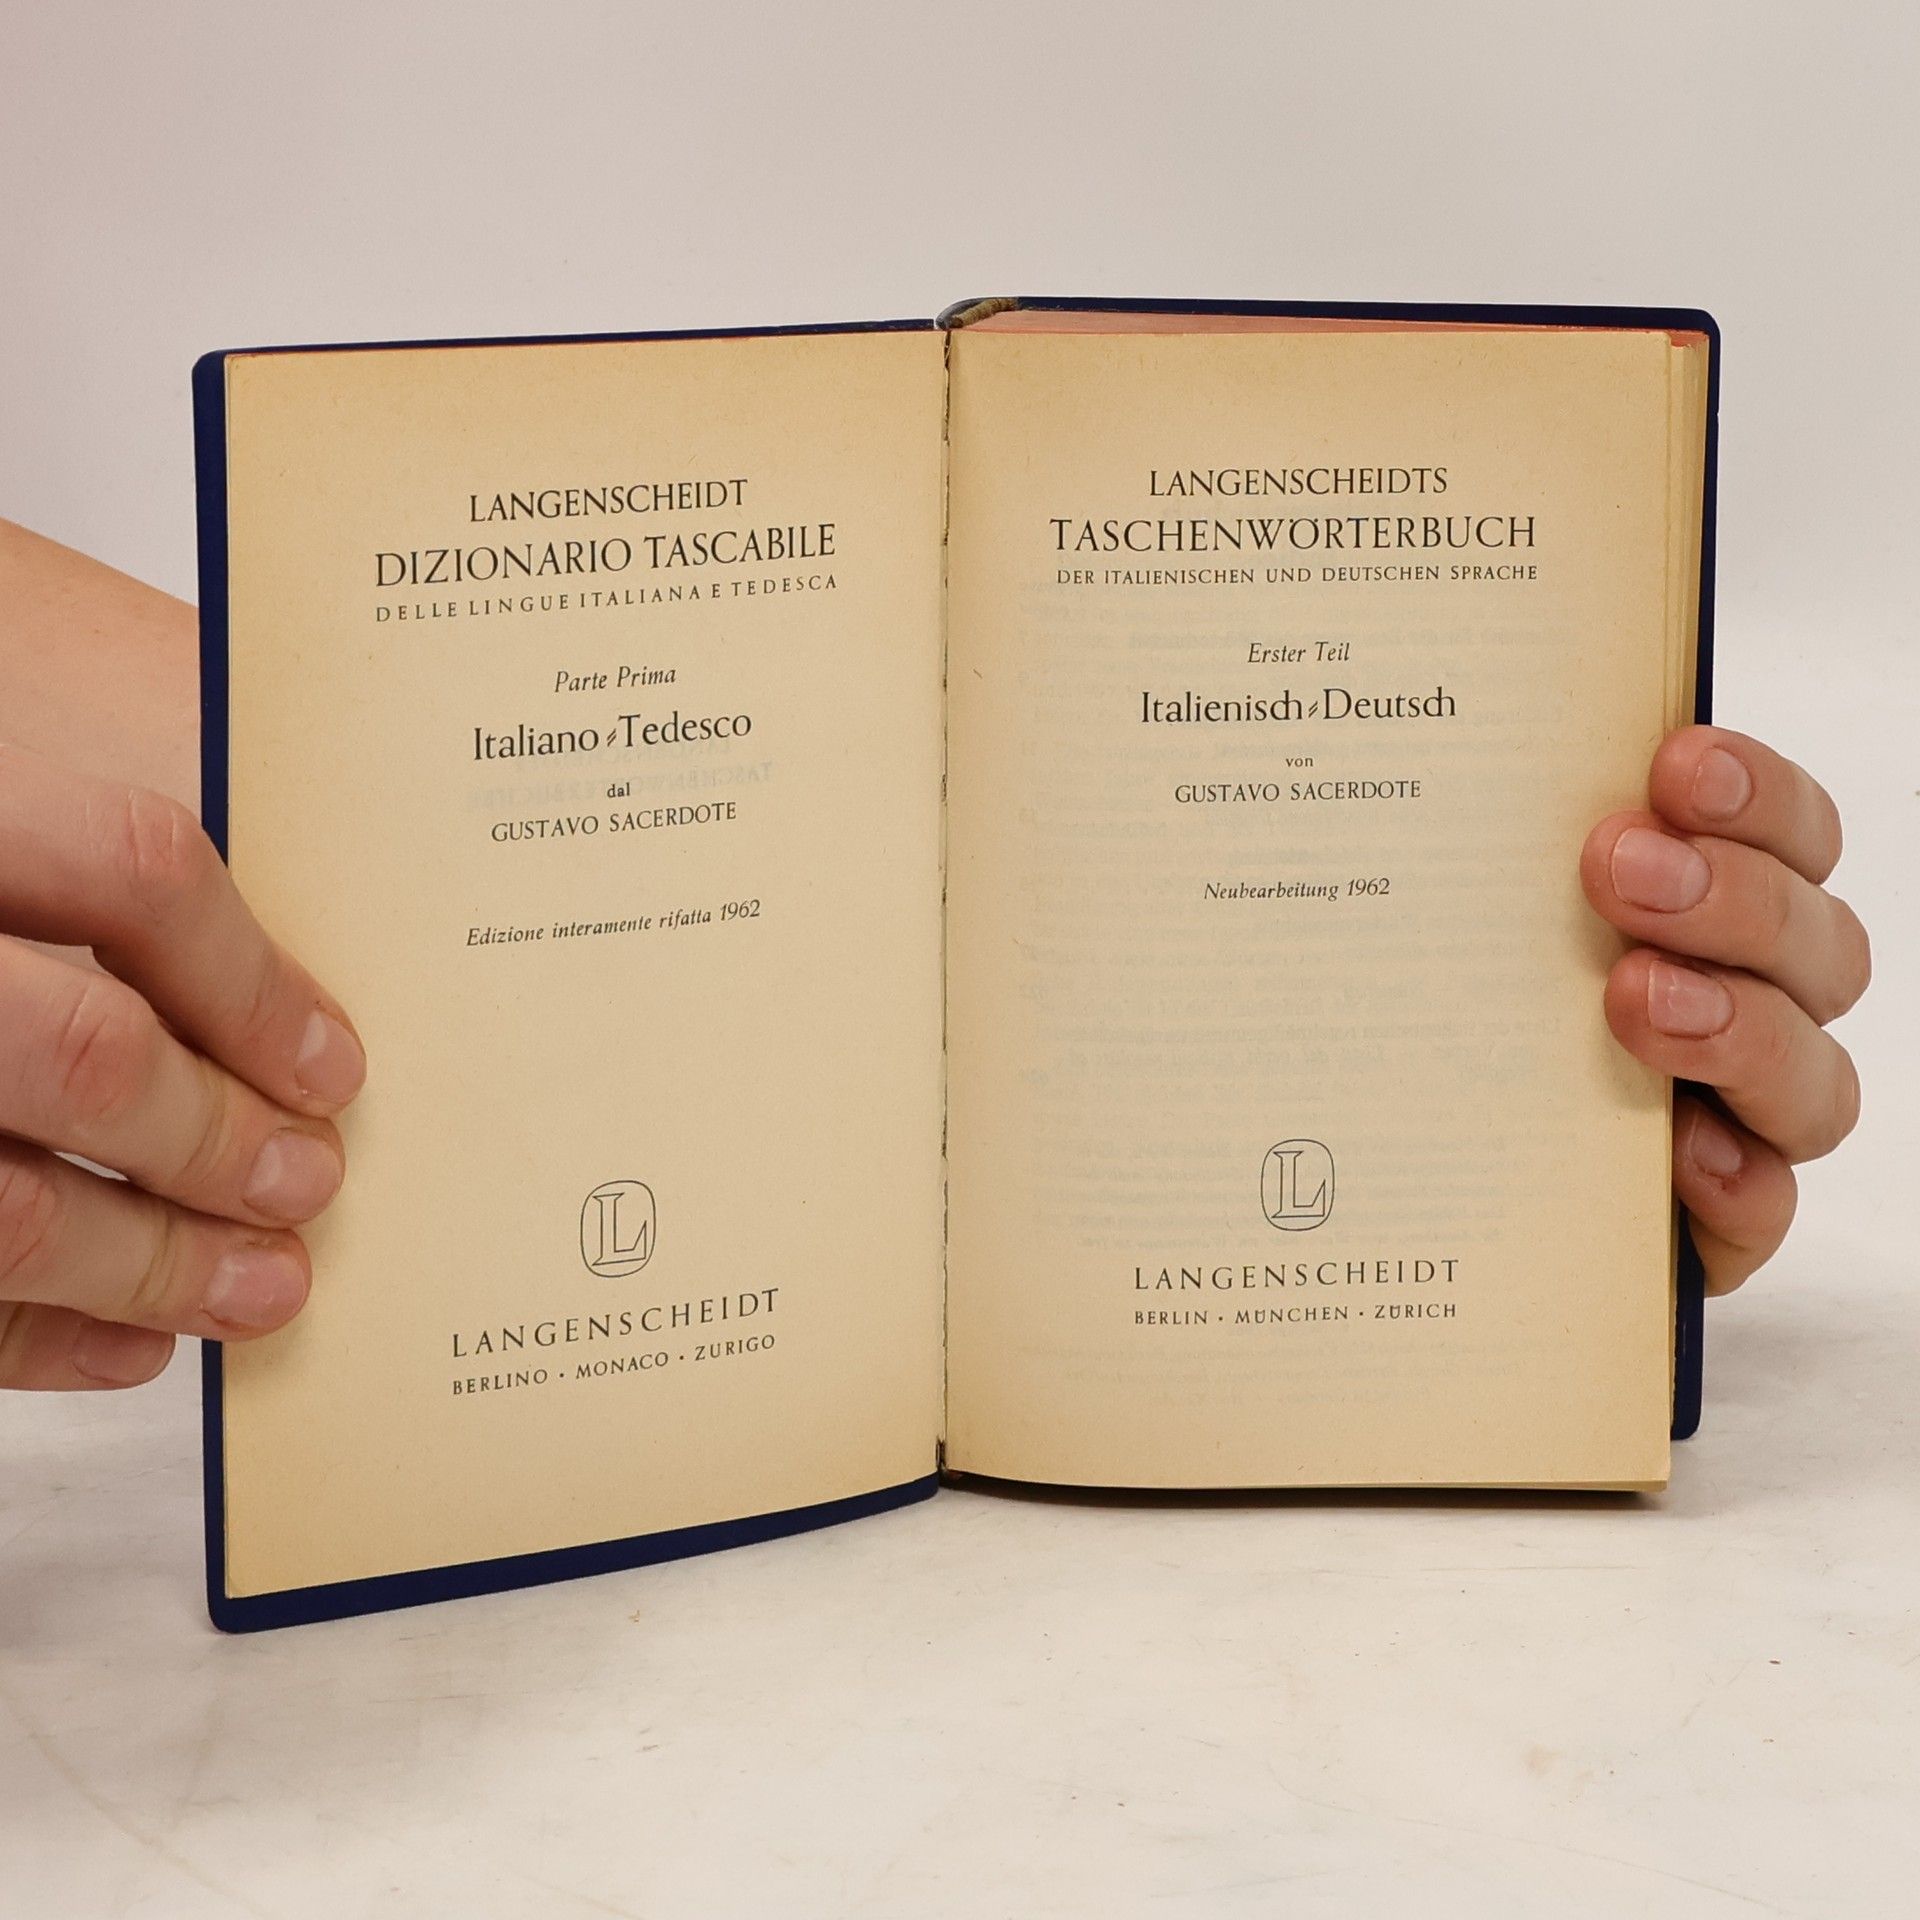 LANGENSCHEIDT
DIZIONARIO TASCABILE
DELLE LINGUE ITALIANA E TEDESCA
Parte Prima
Italiano-Tedesco
dal
GUSTAVO SACERDOTE
Edizione interamente rifatta 1962
L
LANGENSCHEIDT
BERLINO · MONACO · ZURIGO
LANGENSCHEIDTS
TASCHENWÖRTERBUCH
DER ITALIENISCHEN UND DEUTSCHEN SPRACHE
Erster Teil
Italienisch-Deutsch
von
GUSTAVO SACERDOTE
Neubearbeitung 1962
L
LANGENSCHEIDT
BERLIN · MÜNCHEN · ZÜRICH